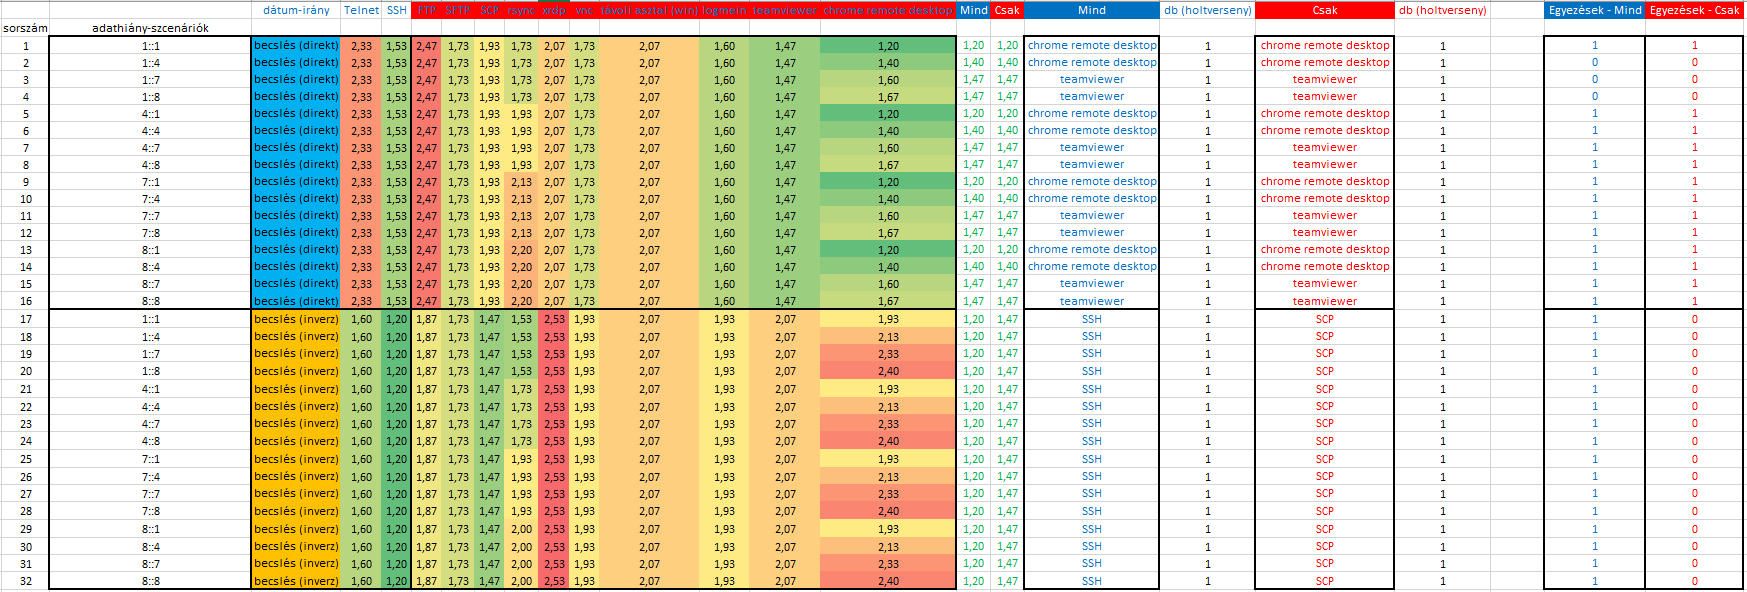 dátum-irány Telnet SSH FTP SFTP SCP rsync xrdp vnc távoli asztal (win) logmein teamviewer chrome remote desktop Mind Csak Mind db (holtverseny) Csak db (holtverseny) Egyezések - Mind Egyezések - Csak
sorszám adathiány-szcenáriók
1 1::1 becslés (direkt) 2,33 1,53 2,47 1,73 1,93 1,73 2,07 1,73 2,07 1,60 1,47 1,20 1,20 1,20 chrome remote desktop 1 chrome remote desktop 1 1 1
2 1::4 becslés (direkt) 2,33 1,53 2,47 1,73 1,93 1,73 2,07 1,73 2,07 1,60 1,47 1,40 1,40 1,40 chrome remote desktop 1 chrome remote desktop 1 0 0
3 1::7 becslés (direkt) 2,33 1,53 2,47 1,73 1,93 1,73 2,07 1,73 2,07 1,60 1,47 1,60 1,47 1,47 teamviewer 1 teamviewer 1 0 0
4 1::8 becslés (direkt) 2,33 1,53 2,47 1,73 1,93 1,73 2,07 1,73 2,07 1,60 1,47 1,67 1,47 1,47 teamviewer 1 teamviewer 1 0 0
5 4::1 becslés (direkt) 2,33 1,53 2,47 1,73 1,93 1,93 2,07 1,73 2,07 1,60 1,47 1,20 1,20 1,20 chrome remote desktop 1 chrome remote desktop 1 1 1
6 4::4 becslés (direkt) 2,33 1,53 2,47 1,73 1,93 1,93 2,07 1,73 2,07 1,60 1,47 1,40 1,40 1,40 chrome remote desktop 1 chrome remote desktop 1 1 1
7 4::7 becslés (direkt) 2,33 1,53 2,47 1,73 1,93 1,93 2,07 1,73 2,07 1,60 1,47 1,60 1,47 1,47 teamviewer 1 teamviewer 1 1 1
8 4::8 becslés (direkt) 2,33 1,53 2,47 1,73 1,93 1,93 2,07 1,73 2,07 1,60 1,47 1,67 1,47 1,47 teamviewer 1 teamviewer 1 1 1
9 7::1 becslés (direkt) 2,33 1,53 2,47 1,73 1,93 2,13 2,07 1,73 2,07 1,60 1,47 1,20 1,20 1,20 chrome remote desktop 1 chrome remote desktop 1 1 1
10 7::4 becslés (direkt) 2,33 1,53 2,47 1,73 1,93 2,13 2,07 1,73 2,07 1,60 1,47 1,40 1,40 1,40 chrome remote desktop 1 chrome remote desktop 1 1 1
11 7::7 becslés (direkt) 2,33 1,53 2,47 1,73 1,93 2,13 2,07 1,73 2,07 1,60 1,47 1,60 1,47 1,47 teamviewer 1 teamviewer 1 1 1
12 7::8 becslés (direkt) 2,33 1,53 2,47 1,73 1,93 2,13 2,07 1,73 2,07 1,60 1,47 1,67 1,47 1,47 teamviewer 1 teamviewer 1 1 1
13 8::1 becslés (direkt) 2,33 1,53 2,47 1,73 1,93 2,20 2,07 1,73 2,07 1,60 1,47 1,20 1,20 1,20 chrome remote desktop 1 chrome remote desktop 1 1 1
14 8::4 becslés (direkt) 2,33 1,53 2,47 1,73 1,93 2,20 2,07 1,73 2,07 1,60 1,47 1,40 1,40 1,40 chrome remote desktop 1 chrome remote desktop 1 1 1
15 8::7 becslés (direkt) 2,33 1,53 2,47 1,73 1,93 2,20 2,07 1,73 2,07 1,60 1,47 1,60 1,47 1,47 teamviewer 1 teamviewer 1 1 1
16 8::8 becslés (direkt) 2,33 1,53 2,47 1,73 1,93 2,20 2,07 1,73 2,07 1,60 1,47 1,67 1,47 1,47 teamviewer 1 teamviewer 1 1 1
17 1::1 becslés (inverz) 1,60 1,20 1,87 1,73 1,47 1,53 2,53 1,93 2,07 1,93 2,07 1,93 1,20 1,47 SSH 1 SCP 1 1 0
18 1::4 becslés (inverz) 1,60 1,20 1,87 1,73 1,47 1,53 2,53 1,93 2,07 1,93 2,07 2,13 1,20 1,47 SSH 1 SCP 1 1 0
19 1::7 becslés (inverz) 1,60 1,20 1,87 1,73 1,47 1,53 2,53 1,93 2,07 1,93 2,07 2,33 1,20 1,47 SSH 1 SCP 1 1 0
20 1::8 becslés (inverz) 1,60 1,20 1,87 1,73 1,47 1,53 2,53 1,93 2,07 1,93 2,07 2,40 1,20 1,47 SSH 1 SCP 1 1 0
21 4::1 becslés (inverz) 1,60 1,20 1,87 1,73 1,47 1,73 2,53 1,93 2,07 1,93 2,07 1,93 1,20 1,47 SSH 1 SCP 1 1 0
22 4::4 becslés (inverz) 1,60 1,20 1,87 1,73 1,47 1,73 2,53 1,93 2,07 1,93 2,07 2,13 1,20 1,47 SSH 1 SCP 1 1 0
23 4::7 becslés (inverz) 1,60 1,20 1,87 1,73 1,47 1,73 2,53 1,93 2,07 1,93 2,07 2,33 1,20 1,47 SSH 1 SCP 1 1 0
24 4::8 becslés (inverz) 1,60 1,20 1,87 1,73 1,47 1,73 2,53 1,93 2,07 1,93 2,07 2,40 1,20 1,47 SSH 1 SCP 1 1 0
25 7::1 becslés (inverz) 1,60 1,20 1,87 1,73 1,47 1,93 2,53 1,93 2,07 1,93 2,07 1,93 1,20 1,47 SSH 1 SCP 1 1 0
26 7::4 becslés (inverz) 1,60 1,20 1,87 1,73 1,47 1,93 2,53 1,93 2,07 1,93 2,07 2,13 1,20 1,47 SSH 1 SCP 1 1 0
27 7::7 becslés (inverz) 1,60 1,20 1,87 1,73 1,47 1,93 2,53 1,93 2,07 1,93 2,07 2,33 1,20 1,47 SSH 1 SCP 1 1 0
28 7::8 becslés (inverz) 1,60 1,20 1,87 1,73 1,47 1,93 2,53 1,93 2,07 1,93 2,07 2,40 1,20 1,47 SSH 1 SCP 1 1 0
29 8::1 becslés (inverz) 1,60 1,20 1,87 1,73 1,47 2,00 2,53 1,93 2,07 1,93 2,07 1,93 1,20 1,47 SSH 1 SCP 1 1 0
30 8::4 becslés (inverz) 1,60 1,20 1,87 1,73 1,47 2,00 2,53 1,93 2,07 1,93 2,07 2,13 1,20 1,47 SSH 1 SCP 1 1 0
31 8::7 becslés (inverz) 1,60 1,20 1,87 1,73 1,47 2,00 2,53 1,93 2,07 1,93 2,07 2,33 1,20 1,47 SSH 1 SCP 1 1 0
32 8::8 becslés (inverz) 1,60 1,20 1,87 1,73 1,47 2,00 2,53 1,93 2,07 1,93 2,07 2,40 1,20 1,47 SSH 1 SCP 1 1 0